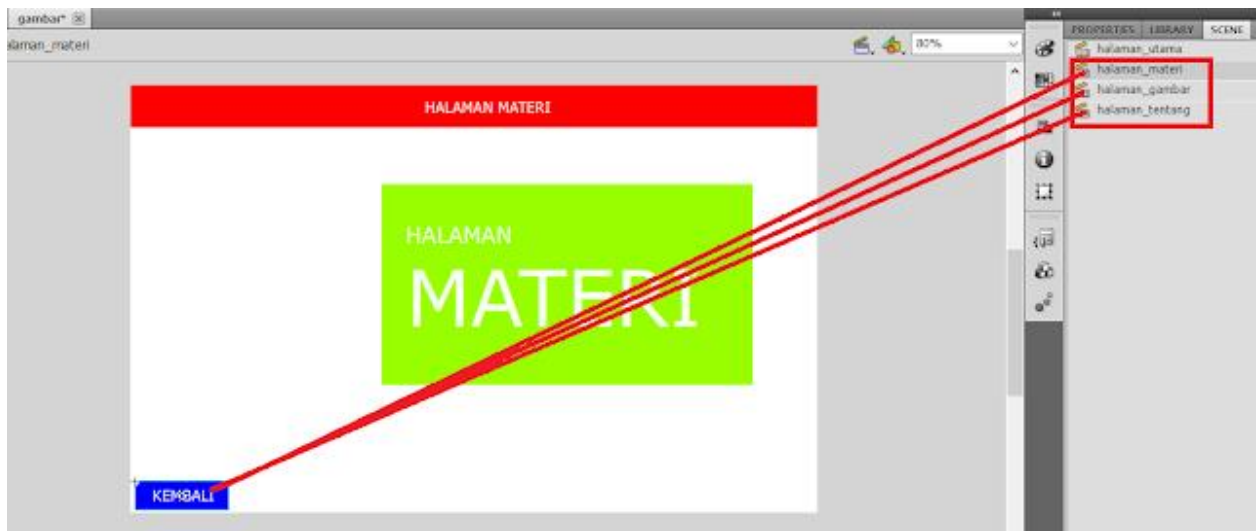 gambar*
alaman_materi
80%
PROPERTIES LIBRARY SCENE
halaman_utama
halaman_materi
halaman_gambar
halaman_tentang
HALAMAN MATERI
HALAMAN
MATERI
KEMBALI